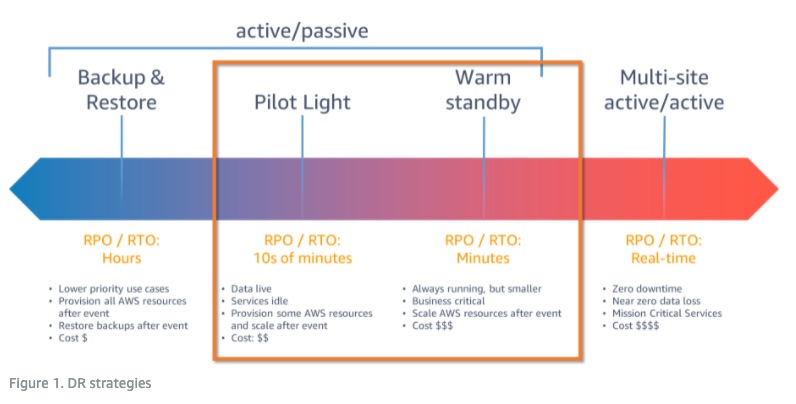 active/passive
Backup &
Restore
Pilot Light
Warm
standby
Multi-site
active/active
RPO / RTO:
Hours
RPO / RTO:
10s of minutes
RPO / RTO:
Minutes
RPO / RTO:
Real-time
• Lower priority use cases
• Provision all AWS resources
after event
• Restore backups after event
• Cost $
• Data live
• Services idle
• Provision some AWS resources
and scale after event
• Cost: $$
• Always running, but smaller
• Business critical
• Scale AWS resources after event
• Cost $$$
• Zero downtime
• Near zero data loss
• Mission Critical Services
• Cost $$$$
Figure 1. DR strategies